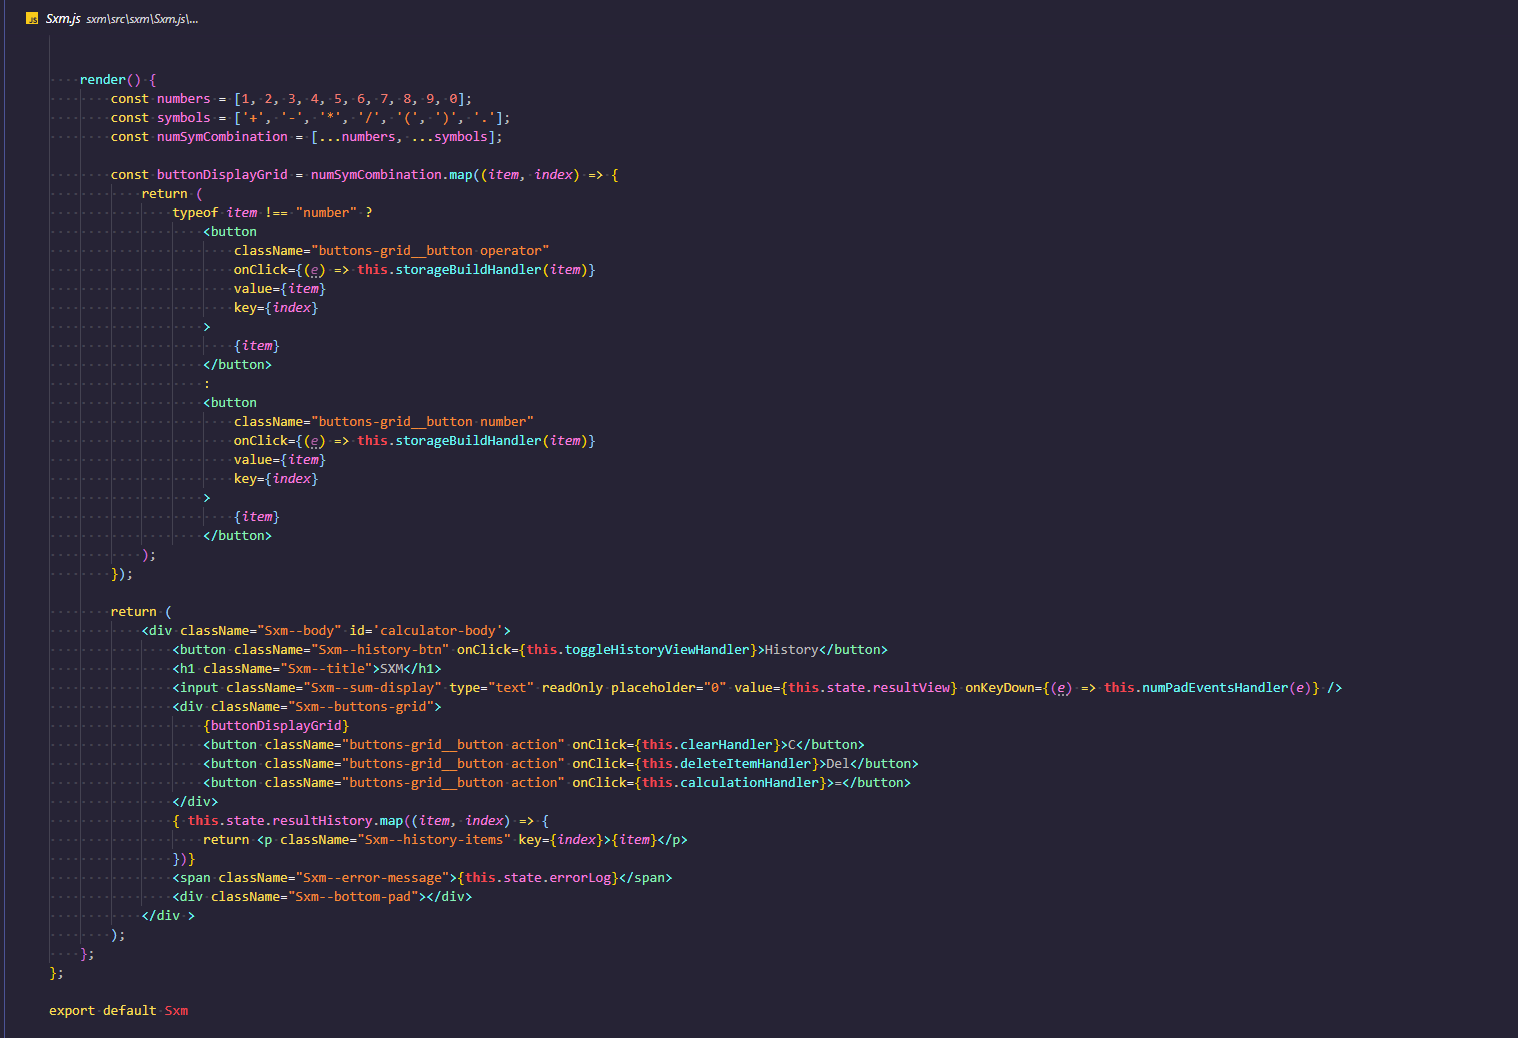 JS Sxm.js sxm\src\sxm\Sxm.js\...
render() {
const numbers = [1, 2, 3, 4, 5, 6, 7, 8, 9, 0];
const symbols = ['+', '-', '*', '/', '(', ')', '.'];
const numSymCombination = [...numbers, ...symbols];
const buttonDisplayGrid = numSymCombination.map((item, index) => {
return (
typeof item !== "number" ?
<button
className="buttons-grid__button operator"
onClick={(e) => this.storageBuildHandler(item)}
value={item}
key={index}
>
{item}
</button>
:
<button
className="buttons-grid__button number"
onClick={(e) => this.storageBuildHandler(item)}
value={item}
key={index}
>
{item}
</button>
);
});
return (
<div className="Sxm--body" id='calculator-body'>
<button className="Sxm--history-btn" onClick={this.toggleHistoryViewHandler}>History</button>
<h1 className="Sxm--title">SXM</h1>
<input className="Sxm--sum-display" type="text" readOnly placeholder="0" value={this.state.resultView} onKeyDown={(e) => this.numPadEventsHandler(e)} />
<div className="Sxm--buttons-grid">
{buttonDisplayGrid}
<button className="buttons-grid__button action" onClick={this.clearHandler}>C</button>
<button className="buttons-grid__button action" onClick={this.deleteItemHandler}>Del</button>
<button className="buttons-grid__button action" onClick={this.calculationHandler}>=</button>
</div>
{ this.state.resultHistory.map((item, index) => {
return <p className="Sxm--history-items" key={index}>{item}</p>
})}
<span className="Sxm--error-message">{this.state.errorLog}</span>
<div className="Sxm--bottom-pad"></div>
</div >
);
};
};
export default Sxm